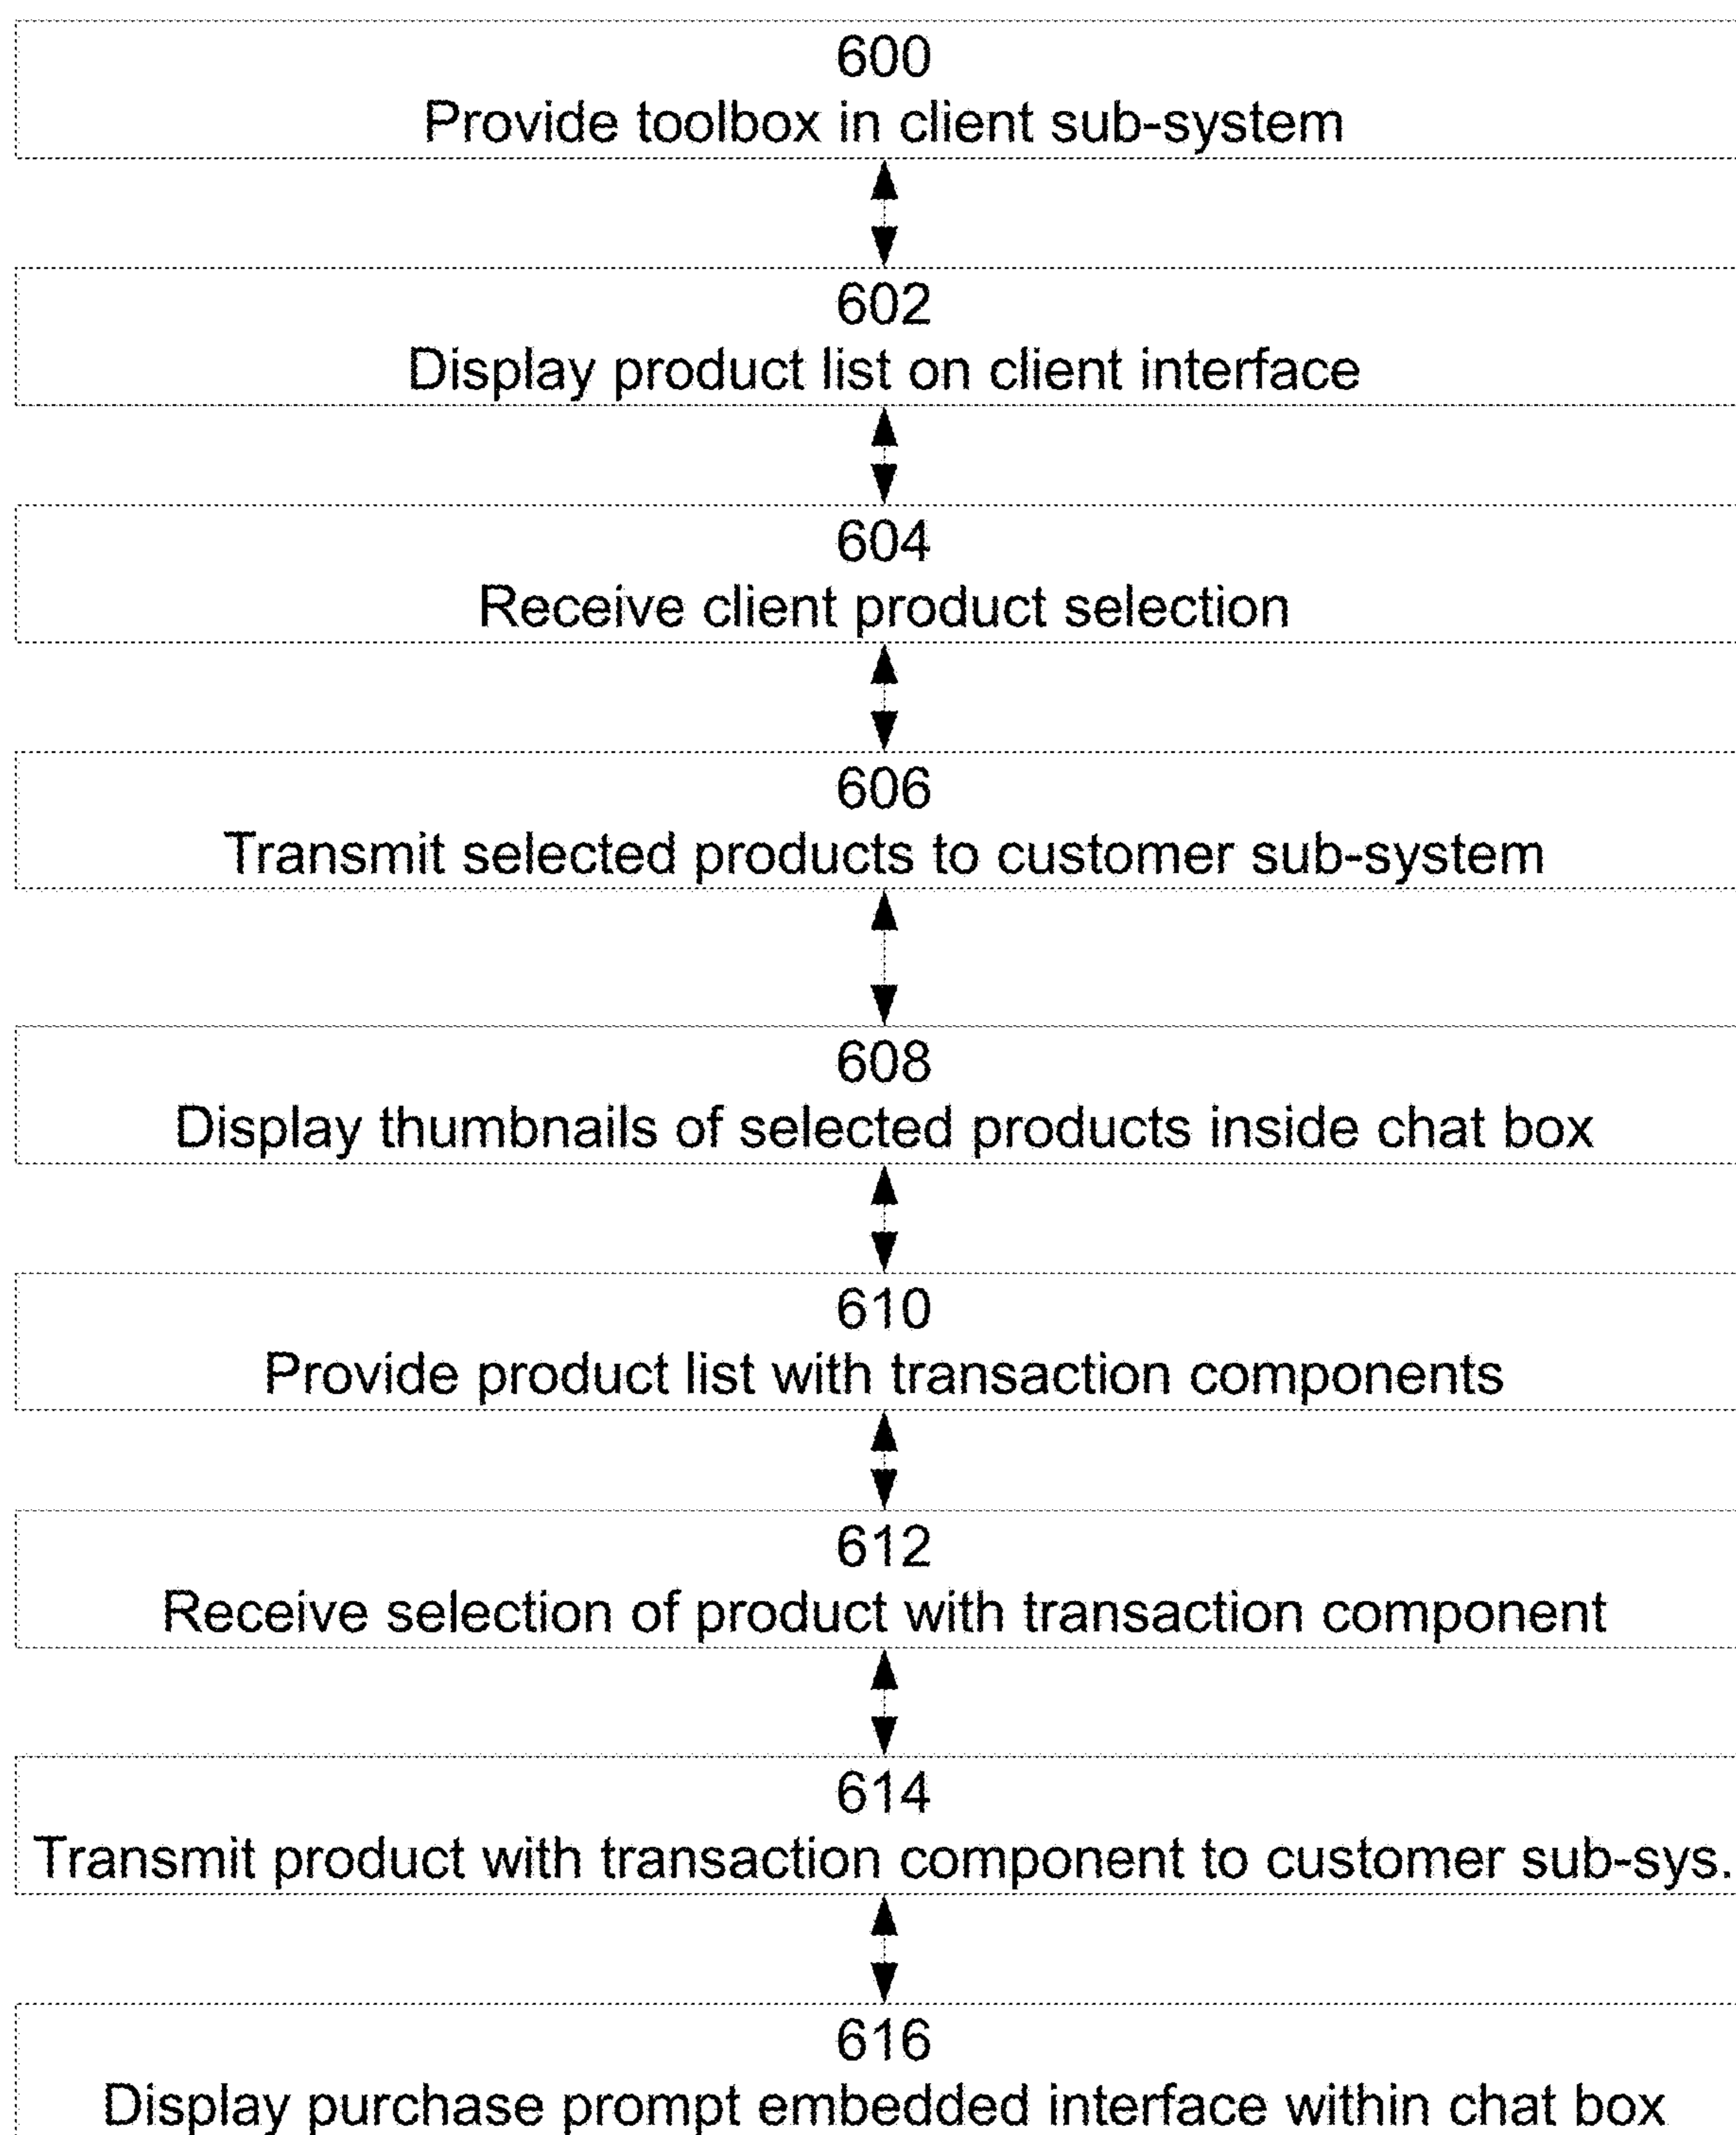 600
Provide toolbox in client sub-system
602
Display product list on client interface
604
Receive client product selection
606
Transmit selected products to customer sub-system
608
Display thumbnails of selected products inside chat box
610
Provide product list with transaction components
612
Receive selection of product with transaction component
614
Transmit product with transaction component to customer sub-sys.
616
Display purchase prompt embedded interface within chat box